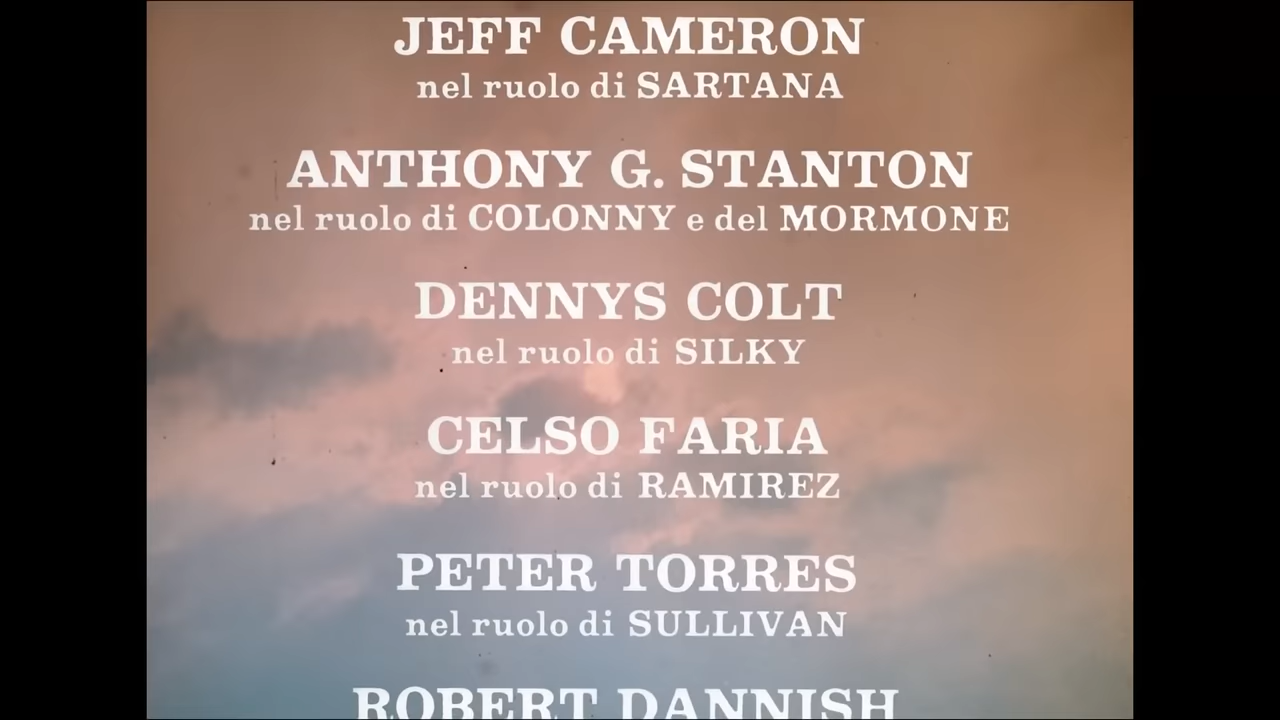 JEFF CAMERON
nel ruolo di SARTANA
ANTHONY G. STANTON
nel ruolo di COLONNY e del MORMONE
DENNYS COLT
nel ruolo di SILKY
CELSO FARIA
nel ruolo di RAMIREZ
PETER TORRES
nel ruolo di SULLIVAN
ROBERT DANNISH